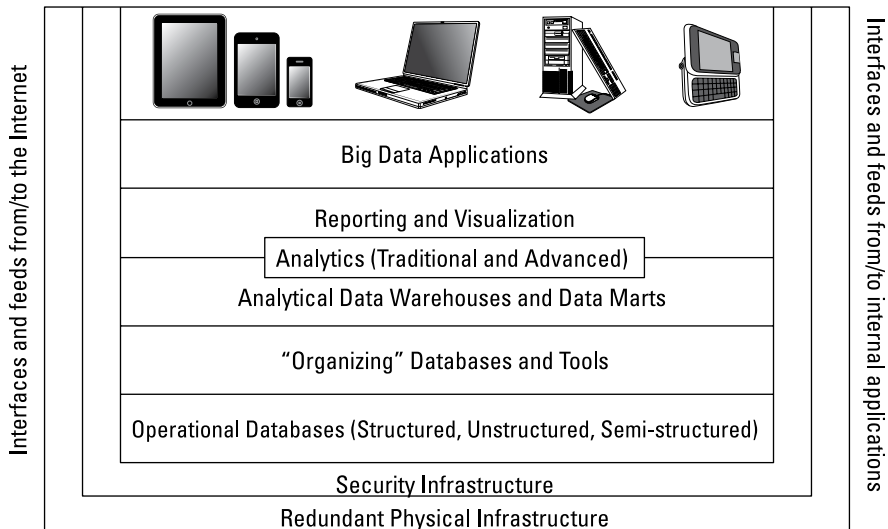 Interfaces and feeds from/to the Internet
Big Data Applications
Reporting and Visualization
Analytics (Traditional and Advanced)
Analytical Data Warehouses and Data Marts
“Organizing” Databases and Tools
Operational Databases (Structured, Unstructured, Semi-structured)
Security Infrastructure
Redundant Physical Infrastructure
Interfaces and feeds from/to internal applications